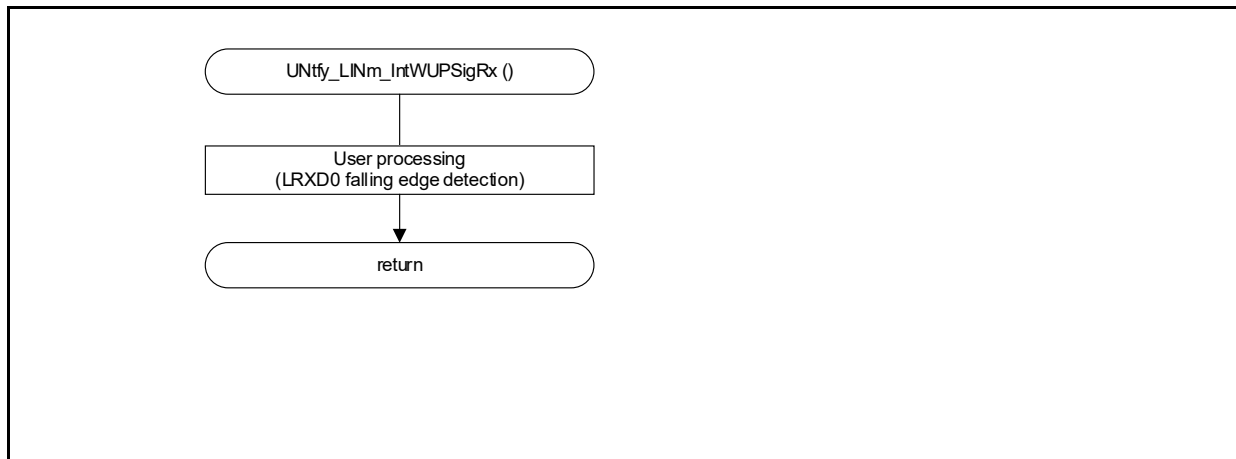 UNtfy_LINm_IntWUPSigRx ()
User processing
(LRXD0 falling edge detection)
return